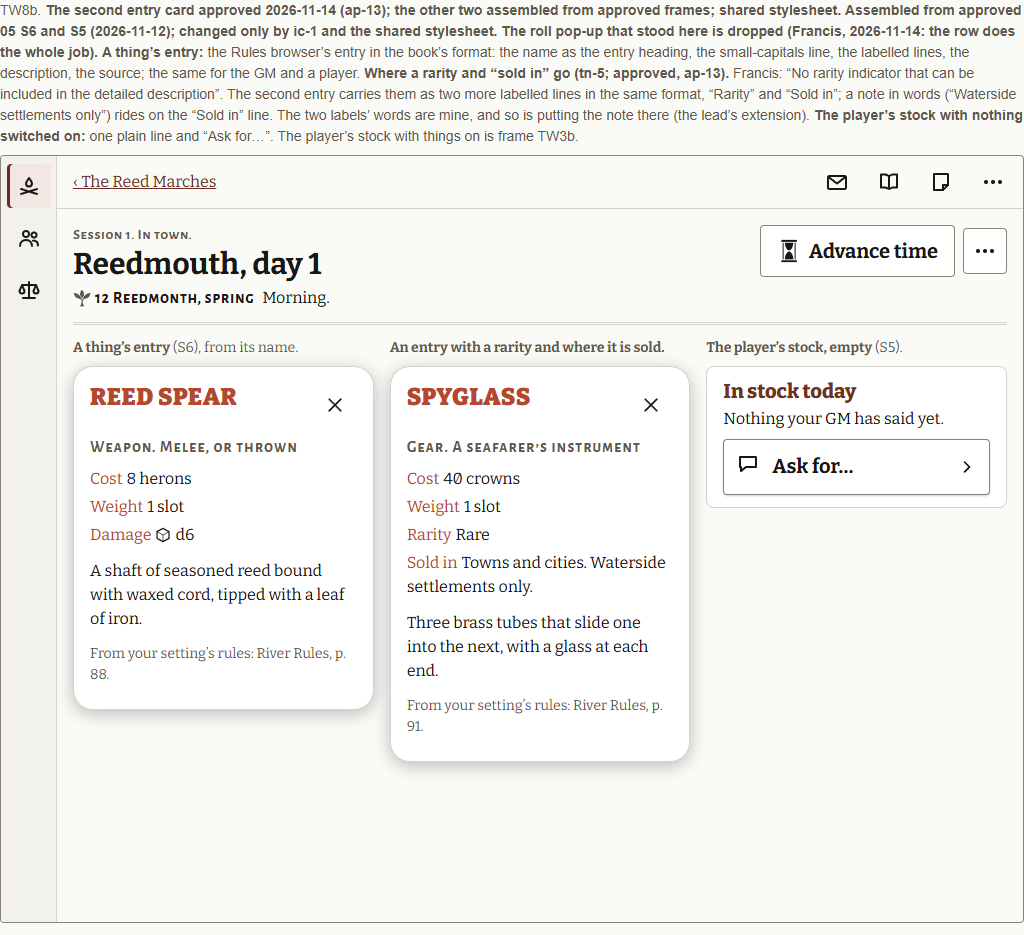 TW8b. The second entry card approved 2026-11-14 (ap-13); the other two assembled from approved frames; shared stylesheet. Assembled from approved
05 S6 and S5 (2026-11-12); changed only by ic-1 and the shared stylesheet. The roll pop-up that stood here is dropped (Francis, 2026-11-14: the row does
the whole job). A thing's entry: the Rules browser's entry in the book's format: the name as the entry heading, the small-capitals line, the labelled lines, the
description, the source; the same for the GM and a player. Where a rarity and “sold in” go (tn-5; approved, ap-13). Francis: “No rarity indicator that can be
included in the detailed description”. The second entry carries them as two more labelled lines in the same format, “Rarity” and “Sold in”; a note in words (“Waterside
settlements only”) rides on the “Sold in” line. The two labels’ words are mine, and so is putting the note there (the lead’s extension). The player’s stock with nothing
switched on: one plain line and “Ask for…”. The player’s stock with things on is frame TW3b.
‹ The Reed Marches
Session 1. In town.
Reedmouth, day 1
12 Reedmonth, spring Morning.
Advance time
A thing’s entry (S6), from its name.
REED SPEAR
Weapon. Melee, or thrown
Cost 8 herons
Weight 1 slot
Damage d6
A shaft of seasoned reed bound
with waxed cord, tipped with a leaf
of iron.
From your setting’s rules: River Rules, p.
88.
An entry with a rarity and where it is sold.
SPYGLASS
Gear. A seafarer’s instrument
Cost 40 crowns
Weight 1 slot
Rarity Rare
Sold in Towns and cities. Waterside
settlements only.
Three brass tubes that slide one
into the next, with a glass at each
end.
From your setting’s rules: River Rules, p.
91.
The player’s stock, empty (S5).
In stock today
Nothing your GM has said yet.
Ask for...